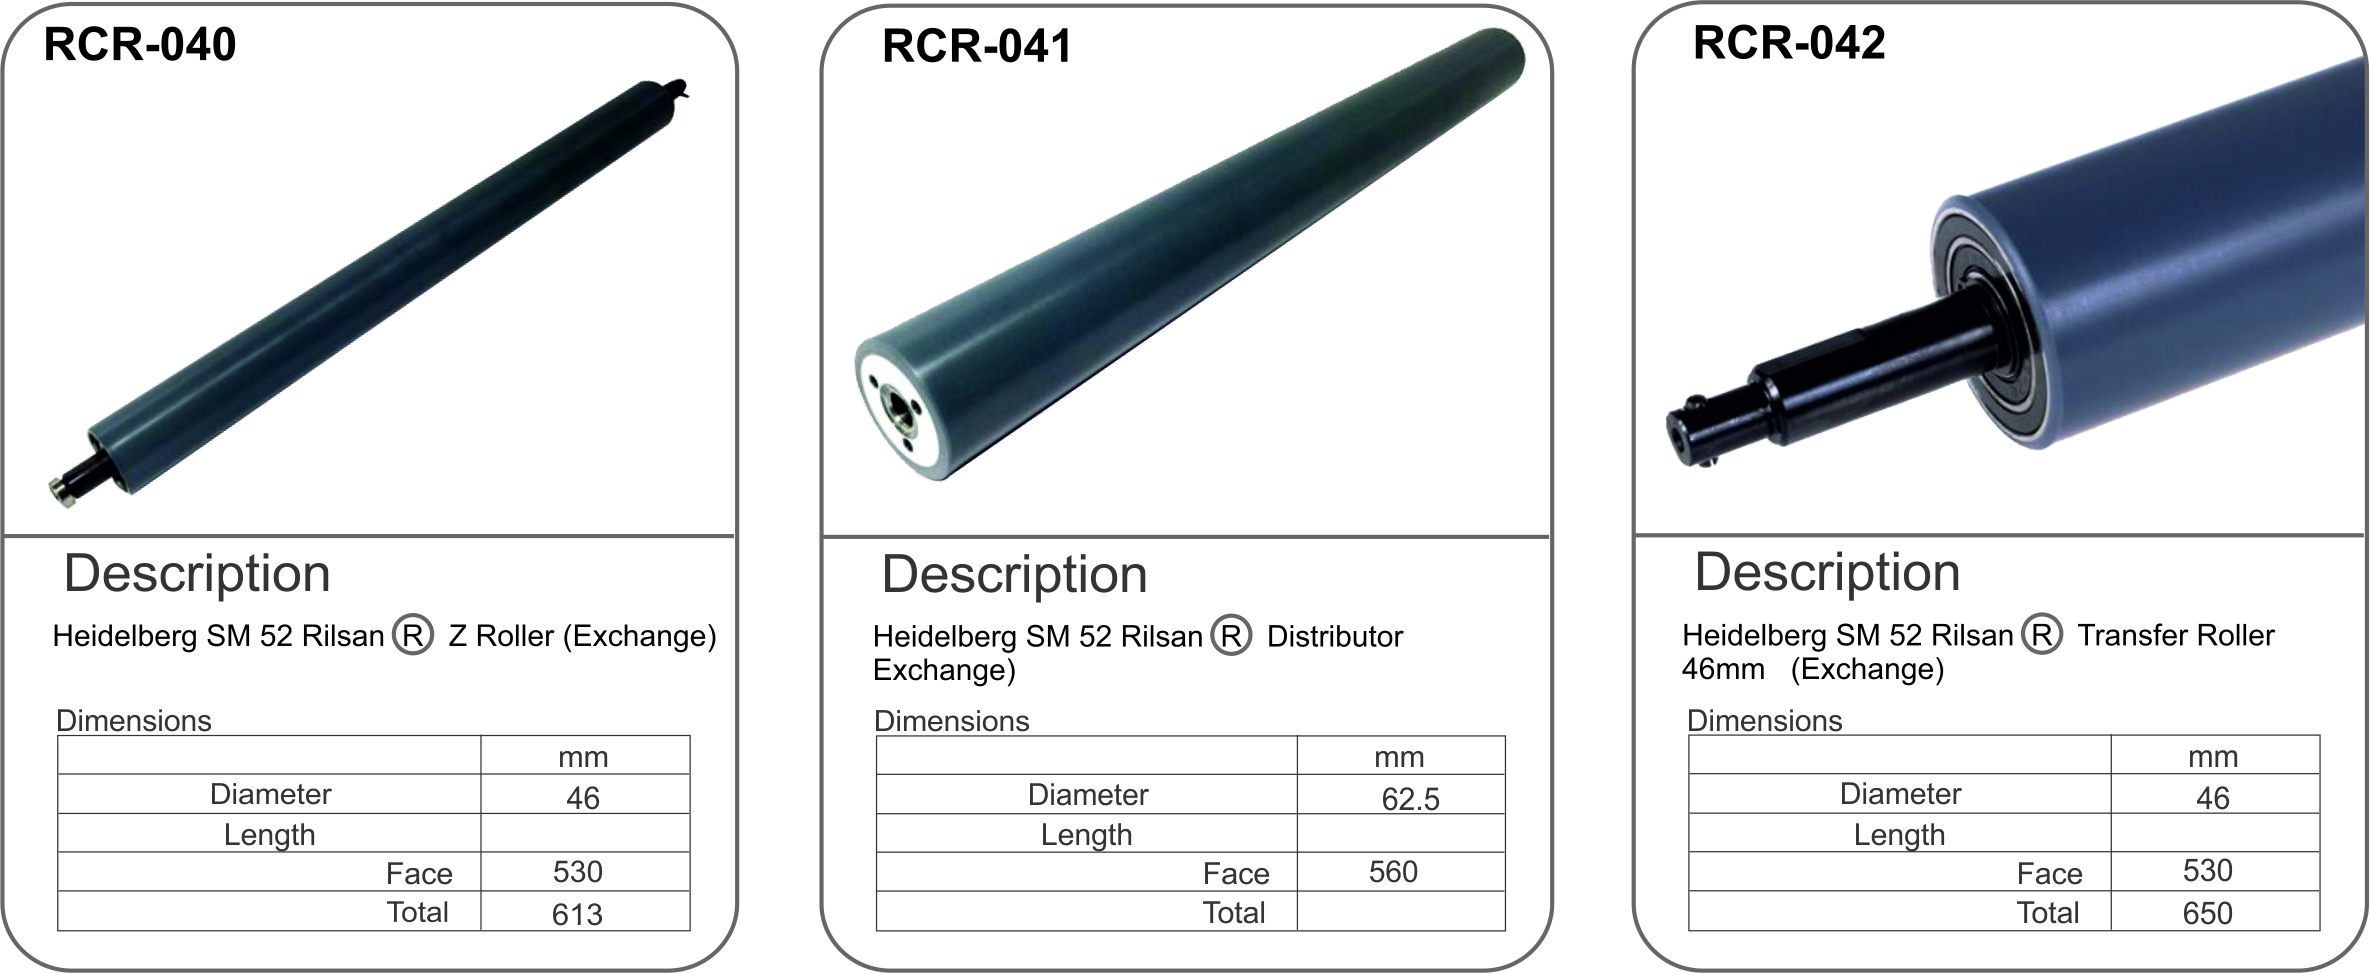 RCR-040
Description
Heidelberg SM 52 Rilsan ® Z Roller (Exchange)
Dimensions
mm
Diameter 46
Length
Face 530
Total 613
RCR-041
Description
Heidelberg SM 52 Rilsan ® Distributor
Exchange)
Dimensions
mm
Diameter 62.5
Length
Face 560
Total
RCR-042
Description
Heidelberg SM 52 Rilsan ® Transfer Roller
46mm (Exchange)
Dimensions
mm
Diameter 46
Length
Face 530
Total 650